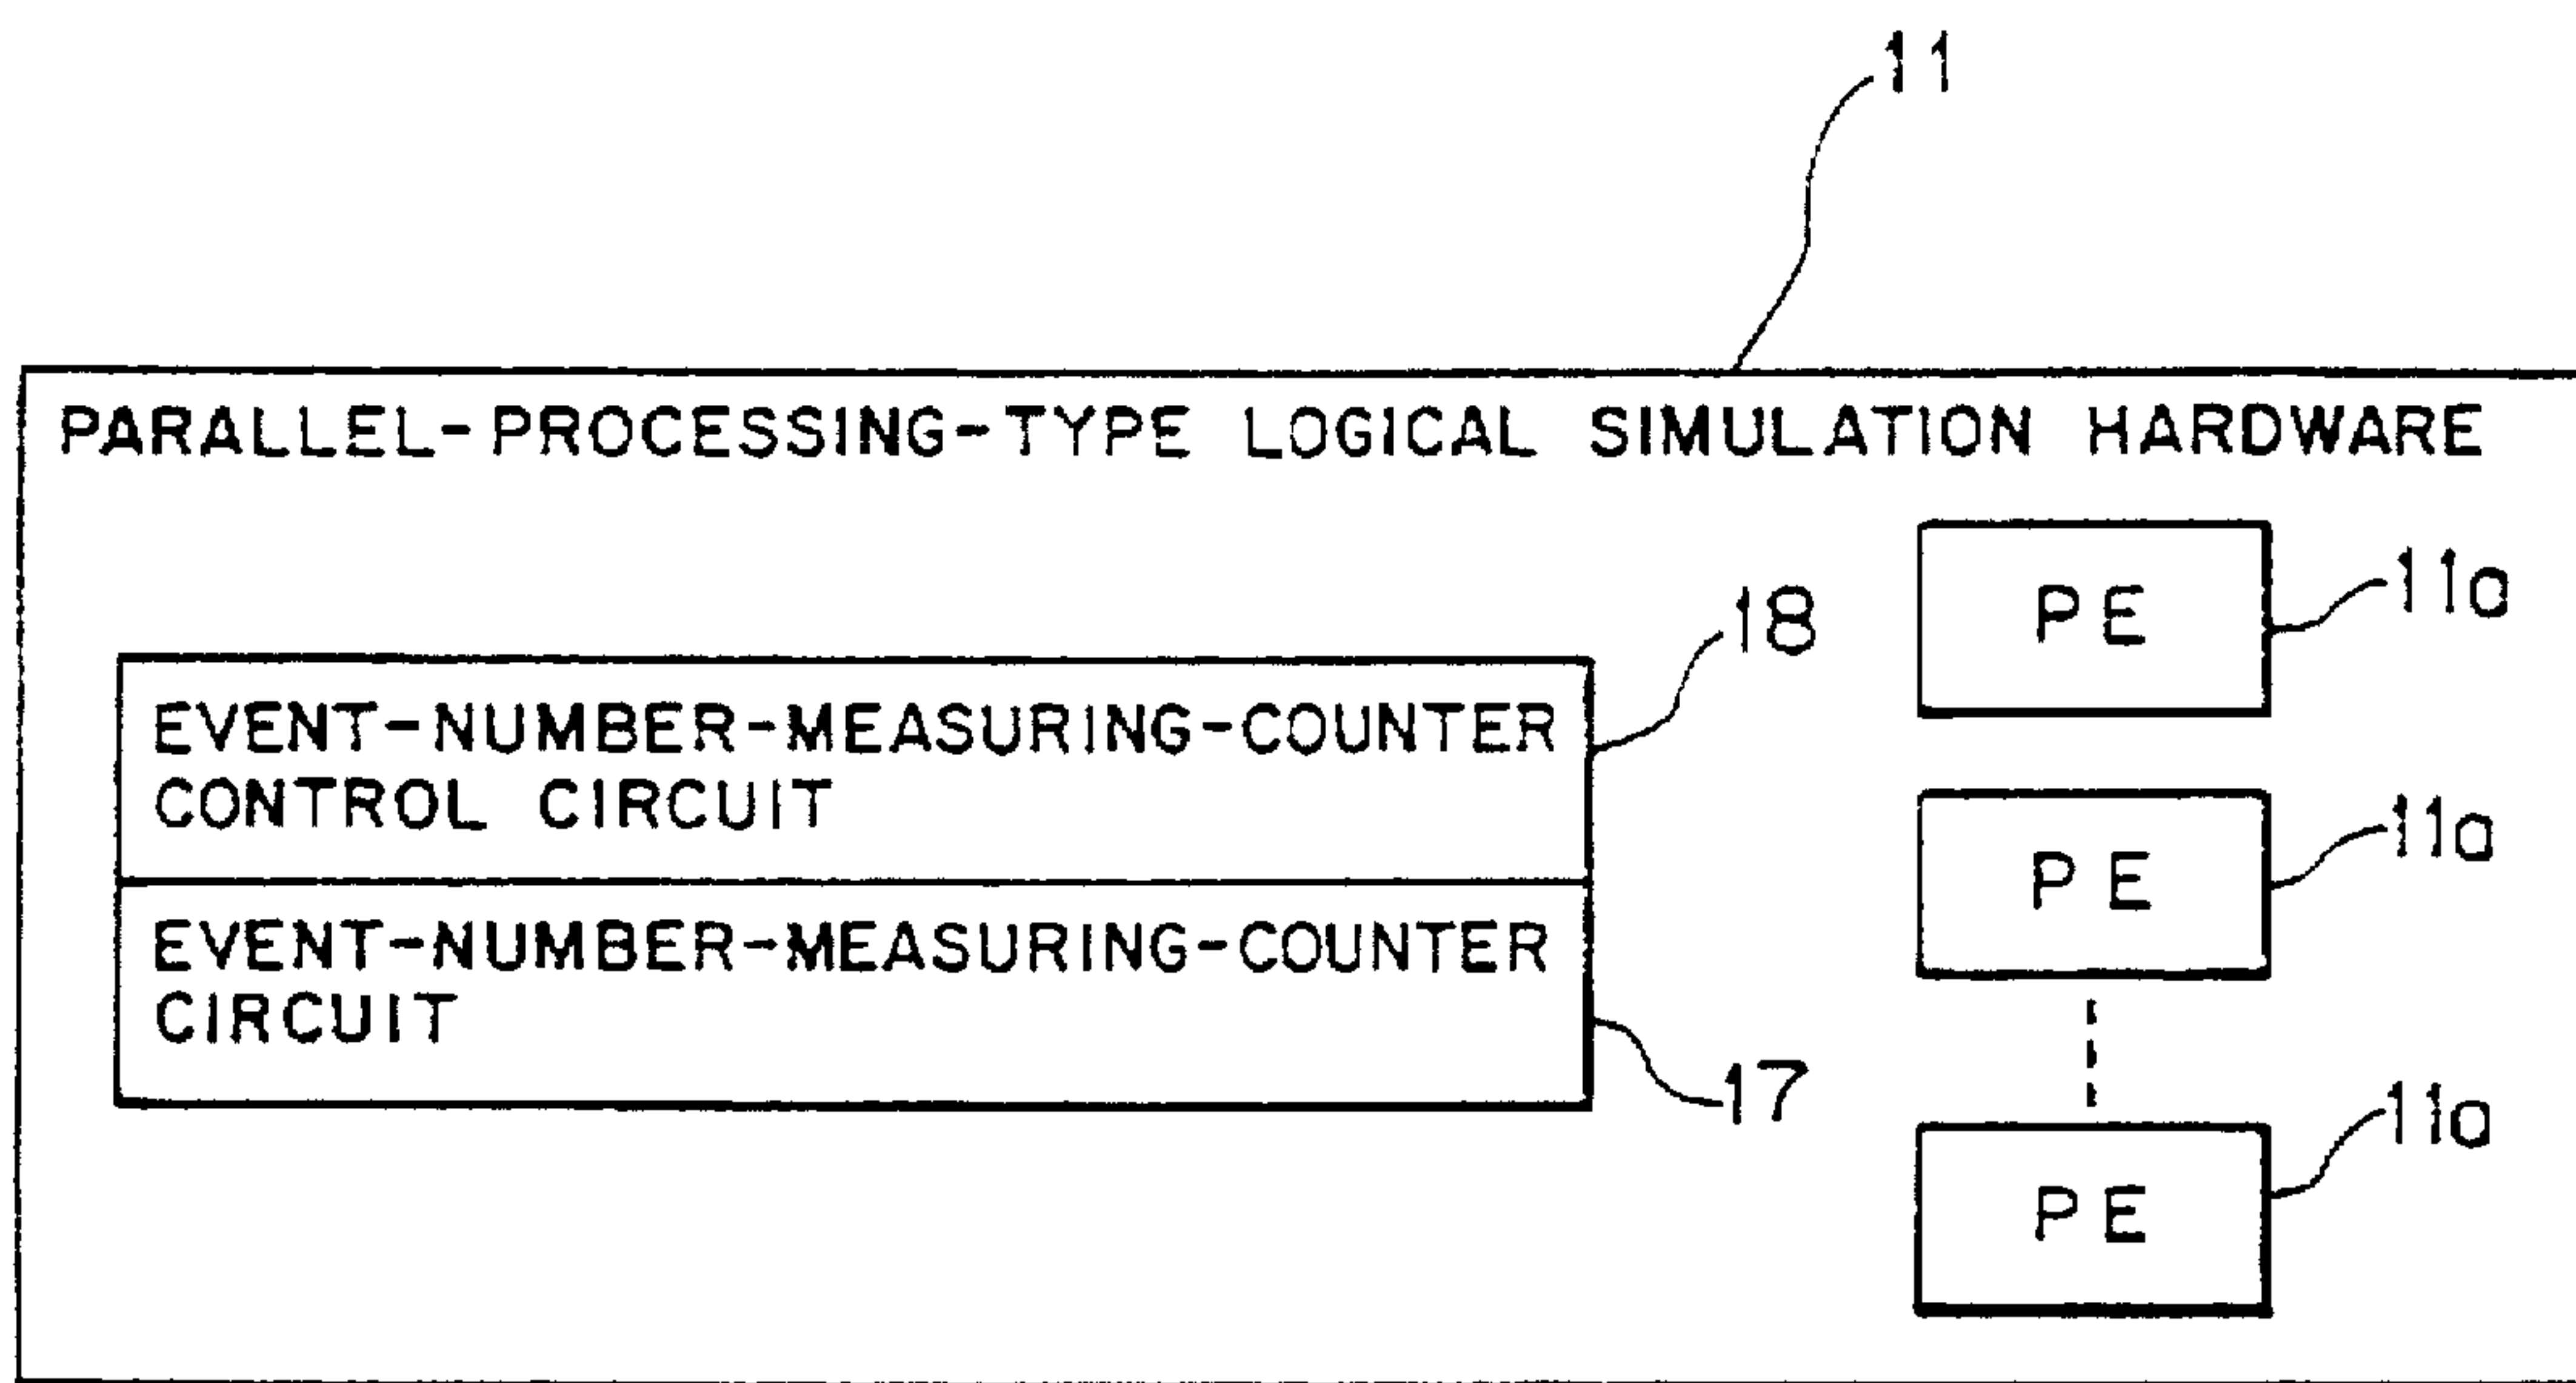 11
PARALLEL-PROCESSING-TYPE LOGICAL SIMULATION HARDWARE
PE
11a
18
EVENT-NUMBER-MEASURING-COUNTER
CONTROL CIRCUIT
PE
11a
EVENT-NUMBER-MEASURING-COUNTER
CIRCUIT
17
PE
11a